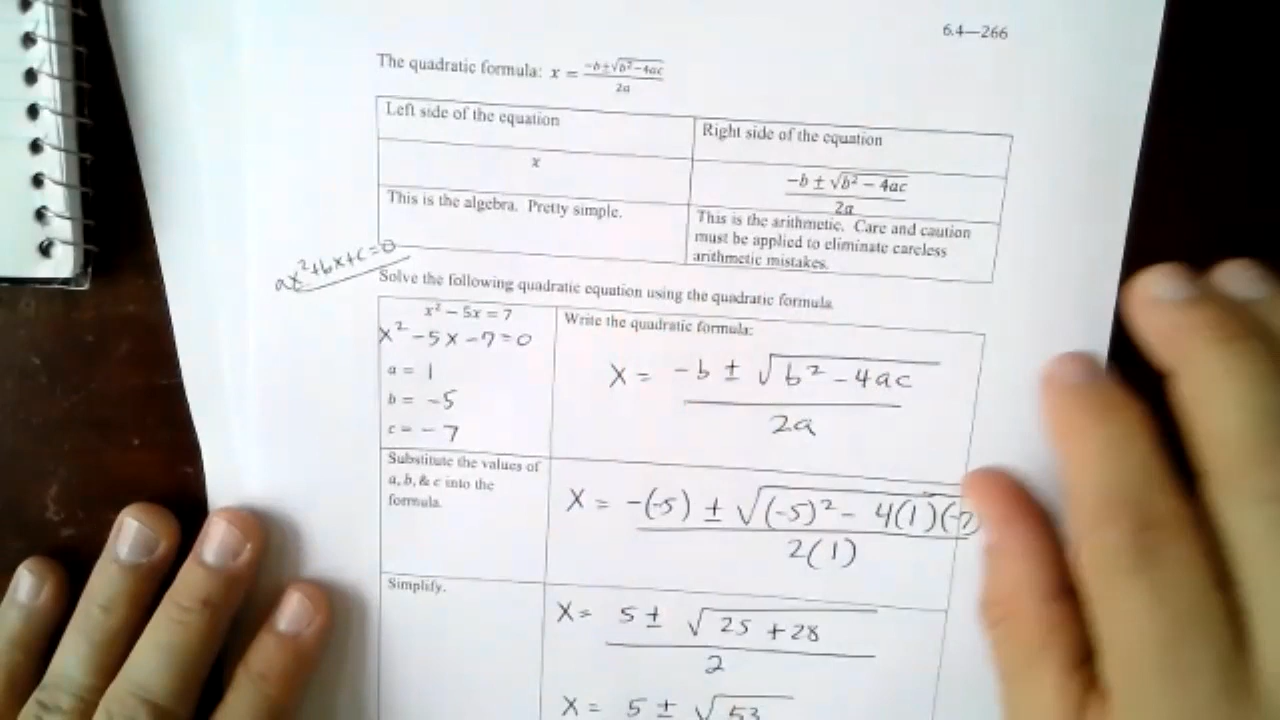 6.4—266
The quadratic formula: x = −b±√b²−4ac / 2a
Left side of the equation
Right side of the equation
x
−b ± √b² − 4ac / 2a
This is the algebra. Pretty simple.
This is the arithmetic. Care and caution
must be applied to eliminate careless
arithmetic mistakes.
ax²+bx+c=0
Solve the following quadratic equation using the quadratic formula.
x² − 5x = 7
x² −5x −7=0
a = 1
b = −5
c = −7
Write the quadratic formula:
x = −b ± √b² −4ac / 2a
Substitute the values of
a, b, & c into the
formula.
x = −(−5) ± √(−5)² − 4(1)(−7) / 2(1)
Simplify.
x = 5 ± √25 +28 / 2
x = 5 ± √53